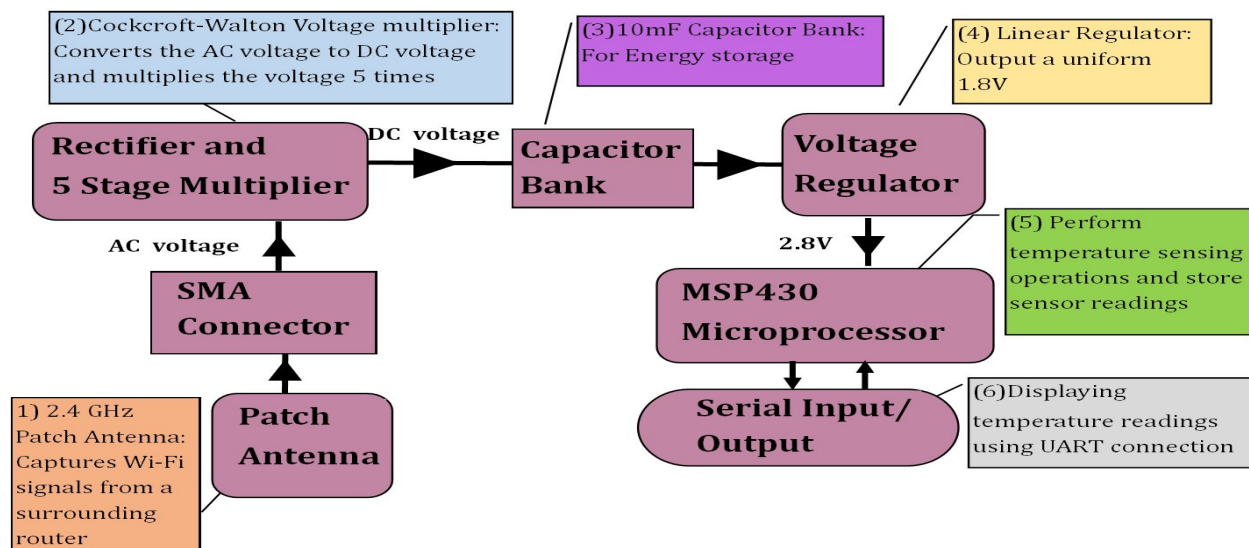 (2)Cockcroft-Walton Voltage multiplier:
Converts the AC voltage to DC voltage
and multiplies the voltage 5 times
(3)10mF Capacitor Bank:
For Energy storage
(4) Linear Regulator:
Output a uniform
1.8V
Rectifier and
5 Stage Multiplier
DC voltage
Capacitor
Bank
Voltage
Regulator
AC voltage
2.8V
(5) Perform
temperature sensing
operations and store
sensor readings
SMA
Connector
MSP430
Microprocessor
1) 2.4 GHz
Patch Antenna:
Captures Wi-Fi
signals from a
surrounding
router
Patch
Antenna
Serial Input/
Output
(6)Displaying
temperature readings
using UART connection